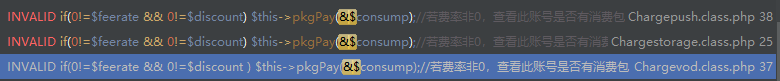 INVALID if(0!=$feerate && 0!=$discount) $this->pkgPay(&$consump);//若费率非0，查看此账号是否有消费包 Chargepush.class.php 38
INVALID if(0!=$feerate && 0!=$discount) $this->pkgPay(&$consump);//若费率非0，查看此账号是否有消 Chargestorage.class.php 25
INVALID if(0!=$feerate && 0!=$discount ) $this->pkgPay(&$consump);//若费率非0，查看此账号是否有消费包 Chargevod.class.php 37